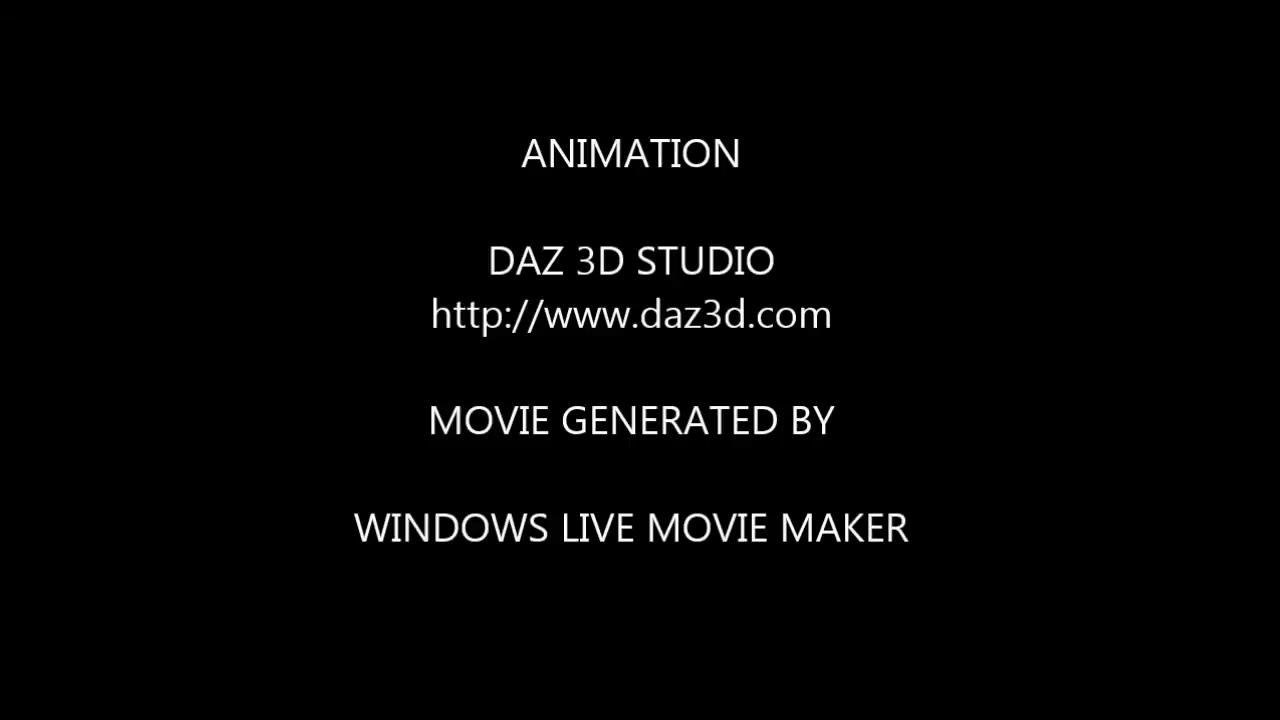 ANIMATION
DAZ 3D STUDIO
http://www.daz3d.com
MOVIE GENERATED BY
WINDOWS LIVE MOVIE MAKER